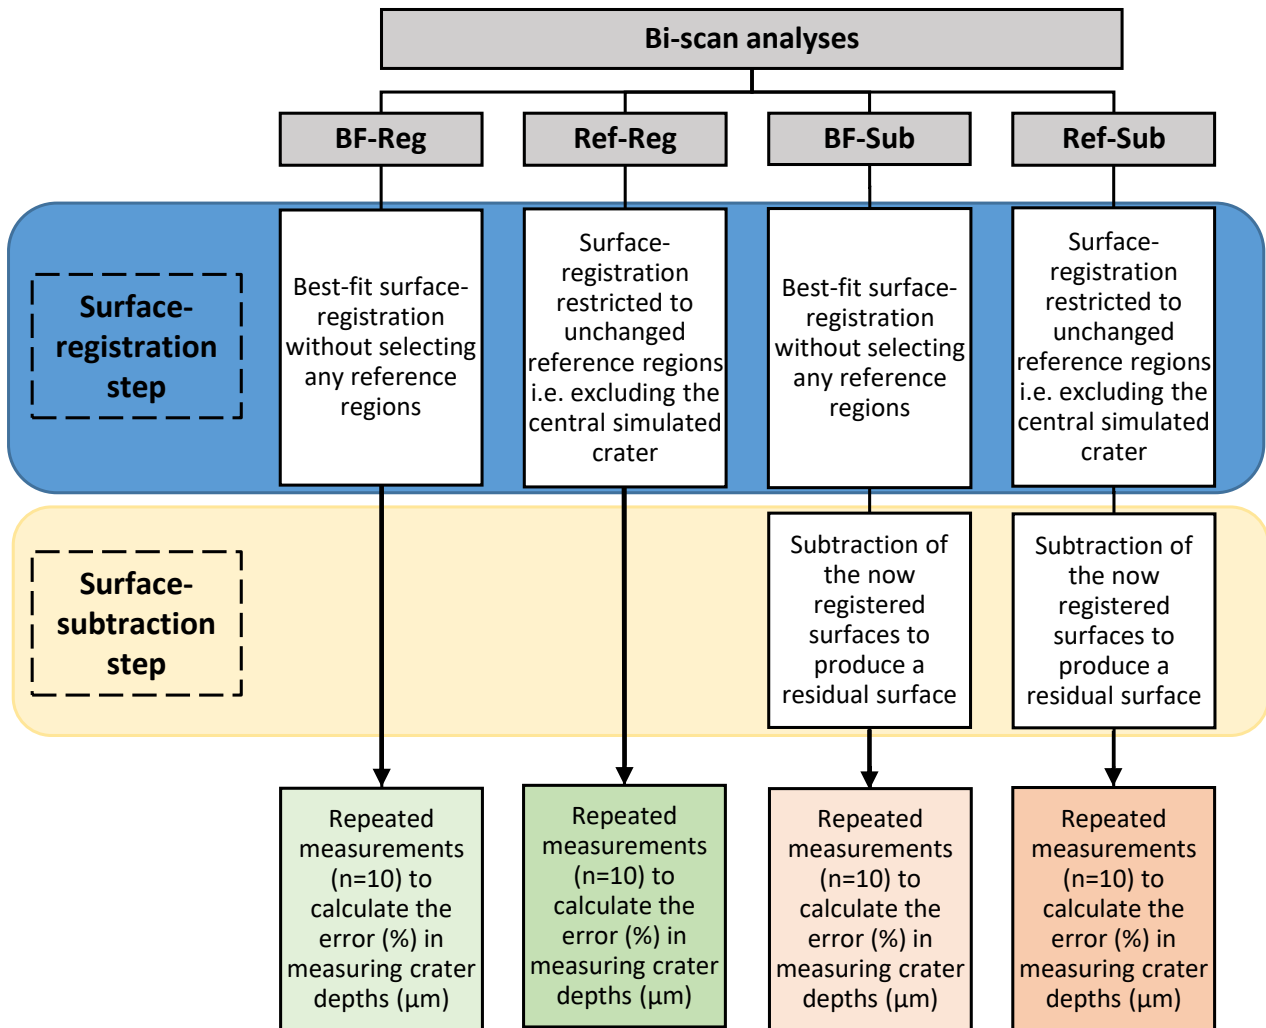 Bi-scan analyses
BF-Reg
Ref-Reg
BF-Sub
Ref-Sub
Surface-
registration
step
Best-fit surface-
registration
without selecting
any reference
regions
Surface-
registration
restricted to
unchanged
reference regions
i.e. excluding the
central simulated
crater
Best-fit surface-
registration
without selecting
any reference
regions
Surface-
registration
restricted to
unchanged
reference regions
i.e. excluding the
central simulated
crater
Surface-
subtraction
step
Subtraction of
the now
registered
surfaces to
produce a
residual surface
Subtraction of
the now
registered
surfaces to
produce a
residual surface
Repeated
measurements
(n=10) to
calculate the
error (%) in
measuring crater
depths (μm)
Repeated
measurements
(n=10) to
calculate the
error (%) in
measuring crater
depths (μm)
Repeated
measurements
(n=10) to
calculate the
error (%) in
measuring crater
depths (μm)
Repeated
measurements
(n=10) to
calculate the
error (%) in
measuring crater
depths (μm)